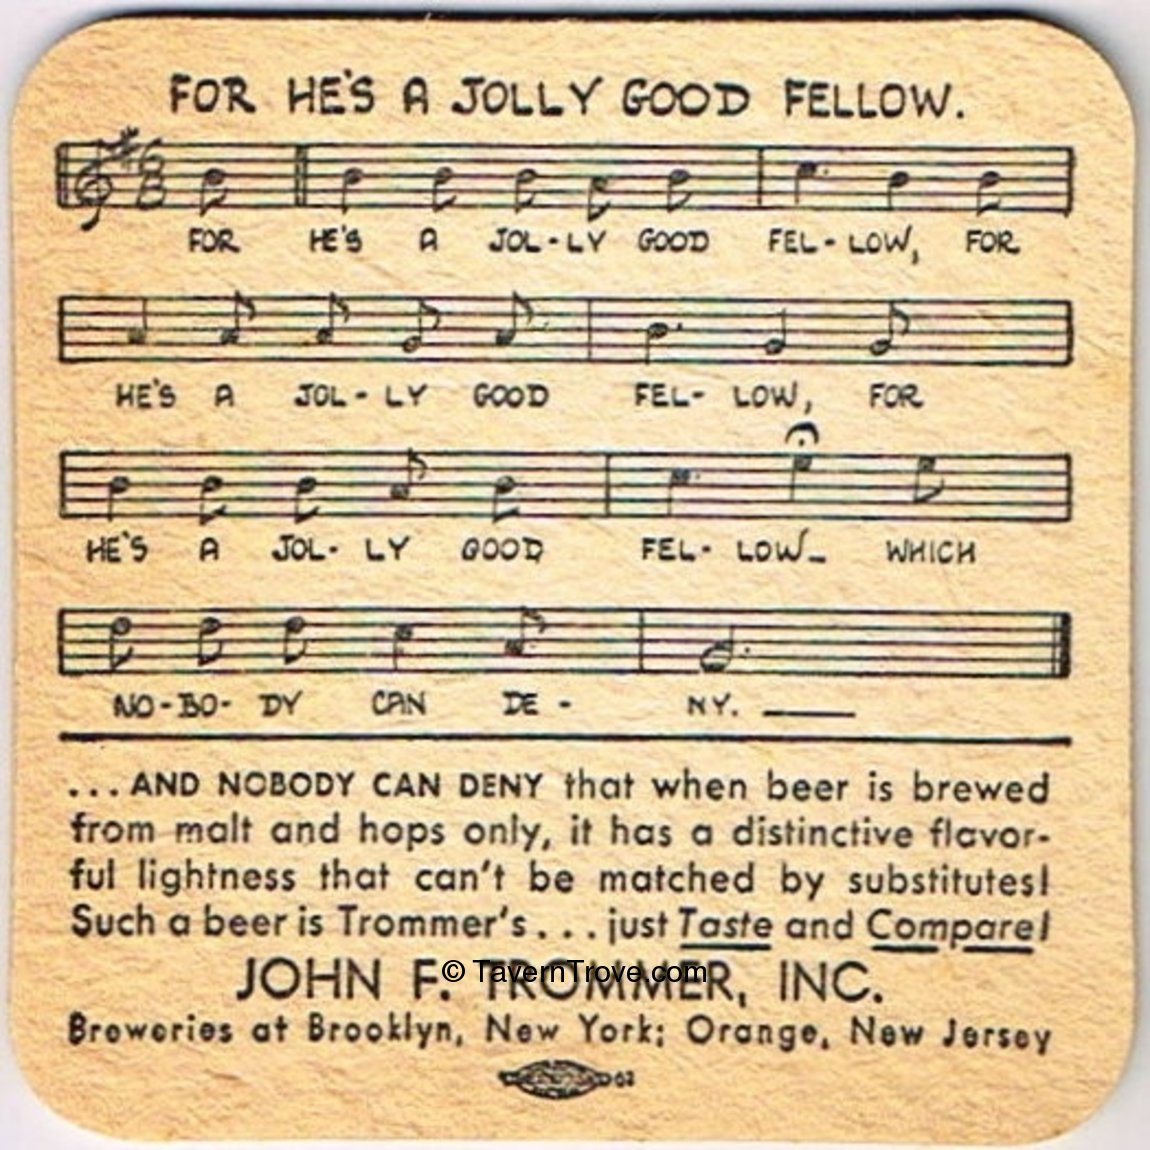 FOR HE'S A JOLLY GOOD FELLOW.
FOR HE'S A JOL-LY GOOD FEL-LOW, FOR
HE'S A JOL-LY GOOD FEL-LOW, FOR
HE'S A JOL-LY GOOD FEL-LOW_ WHICH
NO-BO-DY CAN DE-NY. ____
...AND NOBODY CAN DENY that when beer is brewed
from malt and hops only, it has a distinctive flavor-
ful lightness that can't be matched by substitutes!
Such a beer is Trommer's...just Taste and Compare!
JOHN F. TROMMER, INC.
© TavernTrove.com
Breweries at Brooklyn, New York; Orange, New Jersey